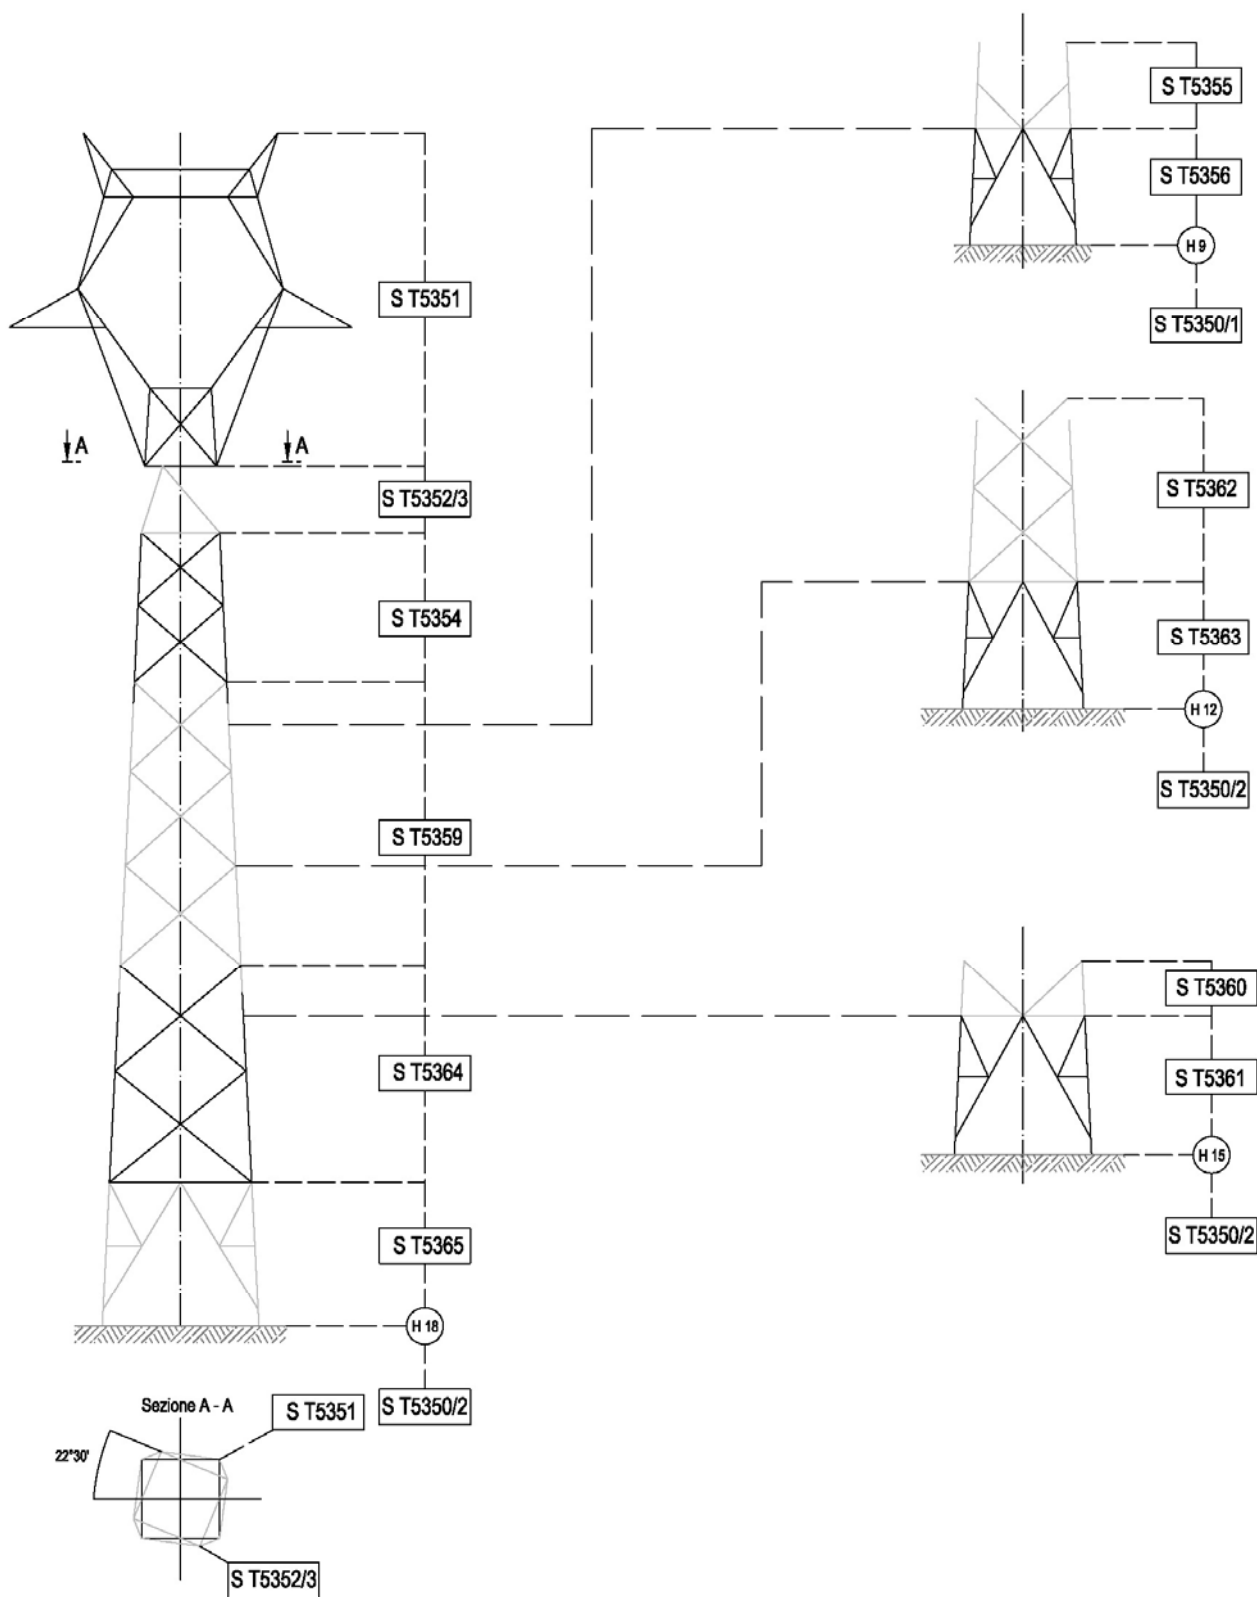 S T5351
A
A
S T5352/3
S T5354
S T5359
S T5364
S T5365
H 18
S T5350/2
Sezione A - A
S T5351
22°30'
S T5352/3
S T5355
S T5356
H 9
S T5350/1
S T5362
S T5363
H 12
S T5350/2
S T5360
S T5361
H 15
S T5350/2